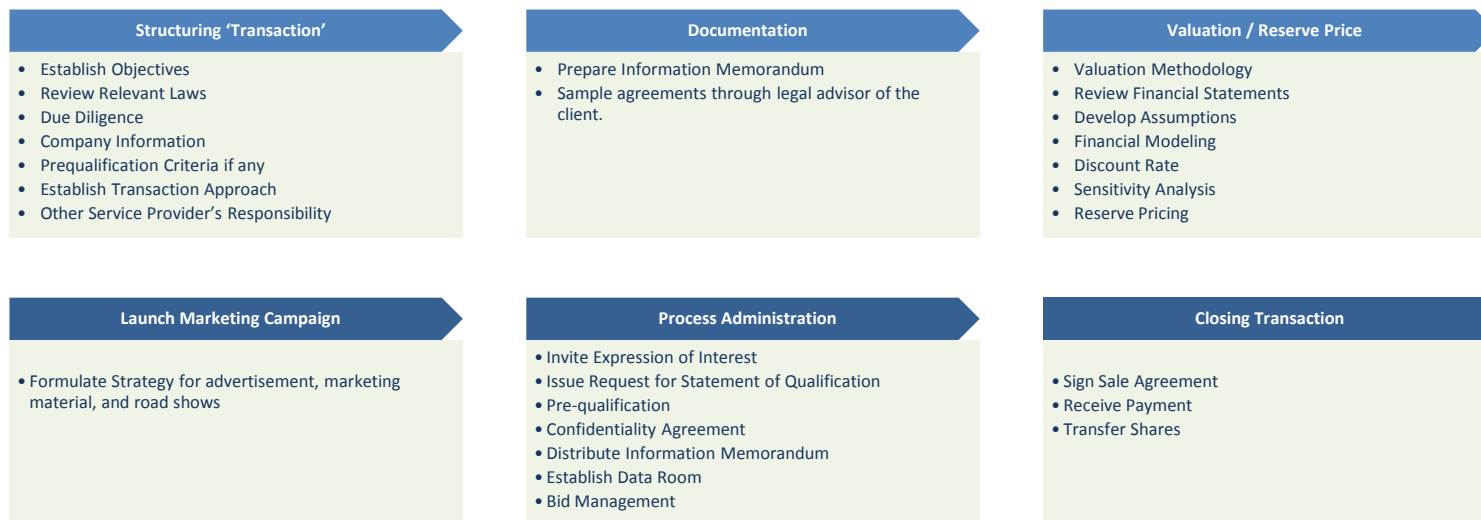 Structuring ‘Transaction’
• Establish Objectives
• Review Relevant Laws
• Due Diligence
• Company Information
• Prequalification Criteria if any
• Establish Transaction Approach
• Other Service Provider’s Responsibility
Documentation
• Prepare Information Memorandum
• Sample agreements through legal advisor of the
client.
Valuation / Reserve Price
• Valuation Methodology
• Review Financial Statements
• Develop Assumptions
• Financial Modeling
• Discount Rate
• Sensitivity Analysis
• Reserve Pricing
Launch Marketing Campaign
• Formulate Strategy for advertisement, marketing
material, and road shows
Process Administration
• Invite Expression of Interest
• Issue Request for Statement of Qualification
• Pre-qualification
• Confidentiality Agreement
• Distribute Information Memorandum
• Establish Data Room
• Bid Management
Closing Transaction
• Sign Sale Agreement
• Receive Payment
• Transfer Shares